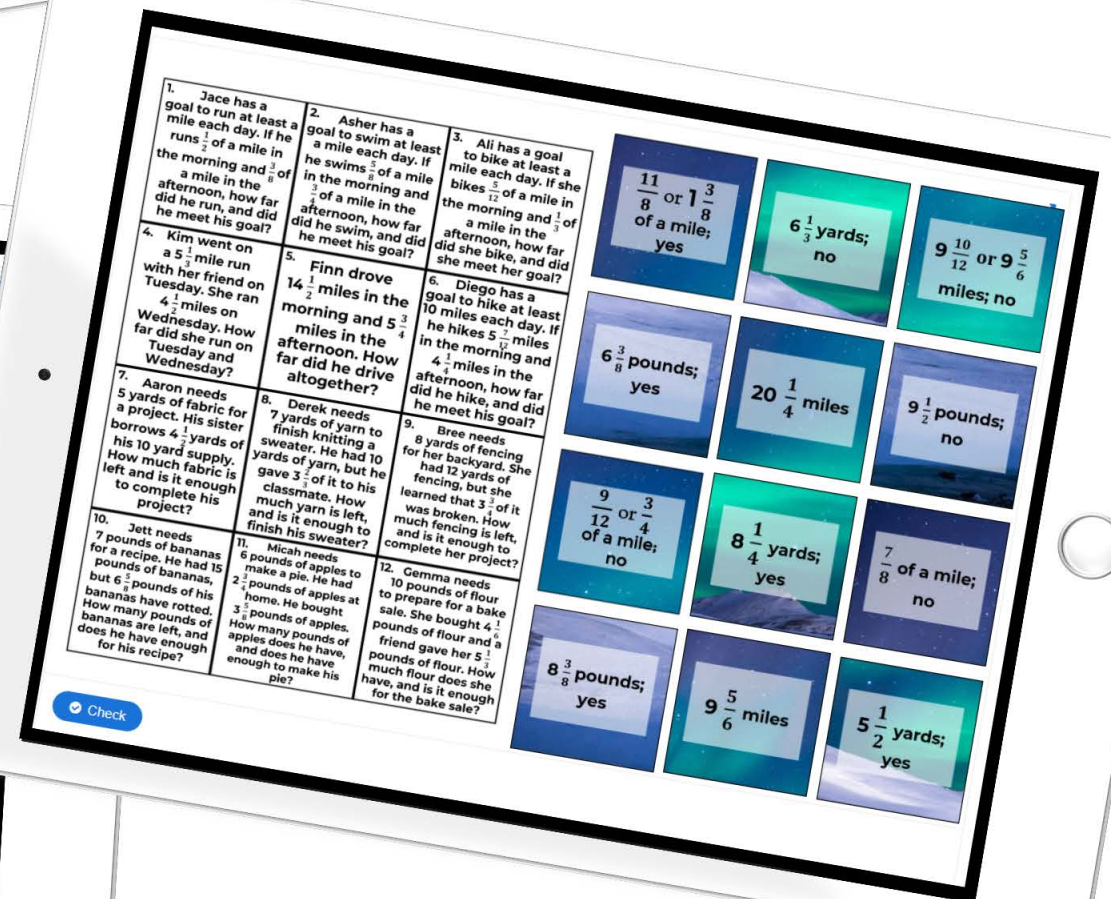 1. Jace has a
goal to run at least a
mile each day. If he
runs 1/2 of a mile in
the morning and 3/8 of
a mile in the
afternoon, how far
did he run, and did
he meet his goal?
2. Asher has a
goal to swim at least
a mile each day. If
he swims 5/8 of a mile
in the morning and
3/4 of a mile in the
afternoon, how far
did he swim, and did
he meet his goal?
3. Ali has a goal
to bike at least a
mile each day. If she
bikes 5/12 of a mile in
the morning and 1/3 of
a mile in the
afternoon, how far
did she bike, and did
she meet her goal?
4. Kim went on
a 5 1/3 mile run
with her friend on
Tuesday. She ran
4 1/2 miles on
Wednesday. How
far did she run on
Tuesday and
Wednesday?
5. Finn drove
14 1/2 miles in the
morning and 5 3/4
miles in the
afternoon. How
far did he drive
altogether?
6. Diego has a
goal to hike at least
10 miles each day. If
he hikes 5 7/12 miles
in the morning and
4 1/4 miles in the
afternoon, how far
did he hike, and did
he meet his goal?
7. Aaron needs
5 yards of fabric for
a project. His sister
borrows 4 1/2 yards of
his 10 yard supply.
How much fabric is
left and is it enough
to complete his
project?
8. Derek needs
7 yards of yarn to
finish knitting a
sweater. He had 10
yards of yarn, but he
gave 3 2/3 of it to his
classmate. How
much yarn is left,
and is it enough to
finish his sweater?
9. Bree needs
8 yards of fencing
for her backyard. She
had 12 yards of
fencing, but she
learned that 3 3/4 of it
was broken. How
much fencing is left,
and is it enough to
complete her project?
10. Jett needs
7 pounds of bananas
for a recipe. He had 15
pounds of bananas,
but 6 5/8 pounds of his
bananas have rotted.
How many pounds of
bananas are left, and
does he have enough
for his recipe?
11. Micah needs
6 pounds of apples to
make a pie. He had
2 3/4 pounds of apples at
home. He bought
3 5/8 pounds of apples.
How many pounds of
apples does he have,
and does he have
enough to make his
pie?
12. Gemma needs
10 pounds of flour
to prepare for a bake
sale. She bought 4 1/6
pounds of flour and a
friend gave her 5 1/3
pounds of flour. How
much flour does she
have, and is it enough
for the bake sale?
Check
11/8 or 1 3/8
of a mile;
yes
6 1/3 yards;
no
9 10/12 or 9 5/6
miles; no
6 3/8 pounds;
yes
20 1/4 miles
9 1/2 pounds;
no
9/12 or 3/4
of a mile;
no
8 1/4 yards;
yes
7/8 of a mile;
no
8 3/8 pounds;
yes
9 5/6 miles
5 1/2 yards;
yes